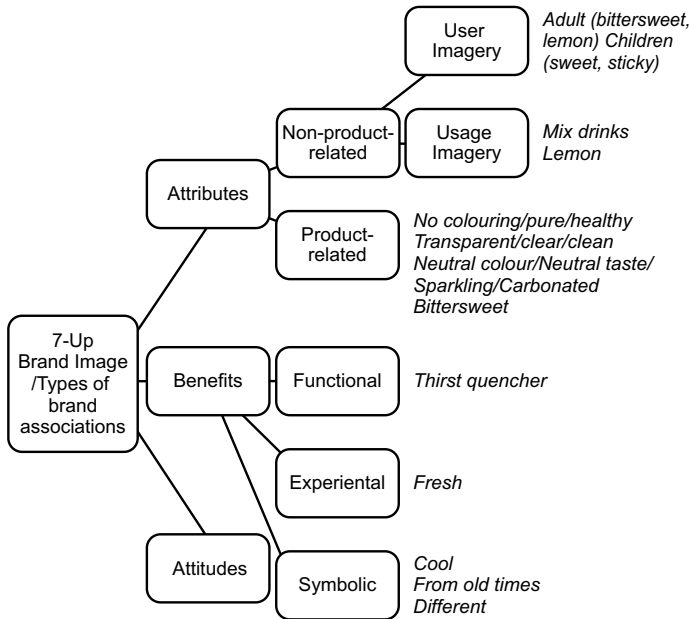 User
Imagery
Adult (bittersweet,
lemon) Children
(sweet, sticky)
Non-product-
related
Usage
Imagery
Mix drinks
Lemon
Attributes
Product-
related
No colouring/pure/healthy
Transparent/clear/clean
Neutral colour/Neutral taste/
Sparkling/Carbonated
Bittersweet
7-Up
Brand Image
/Types of
brand
associations
Benefits
Functional
Thirst quencher
Experiental
Fresh
Attitudes
Symbolic
Cool
From old times
Different